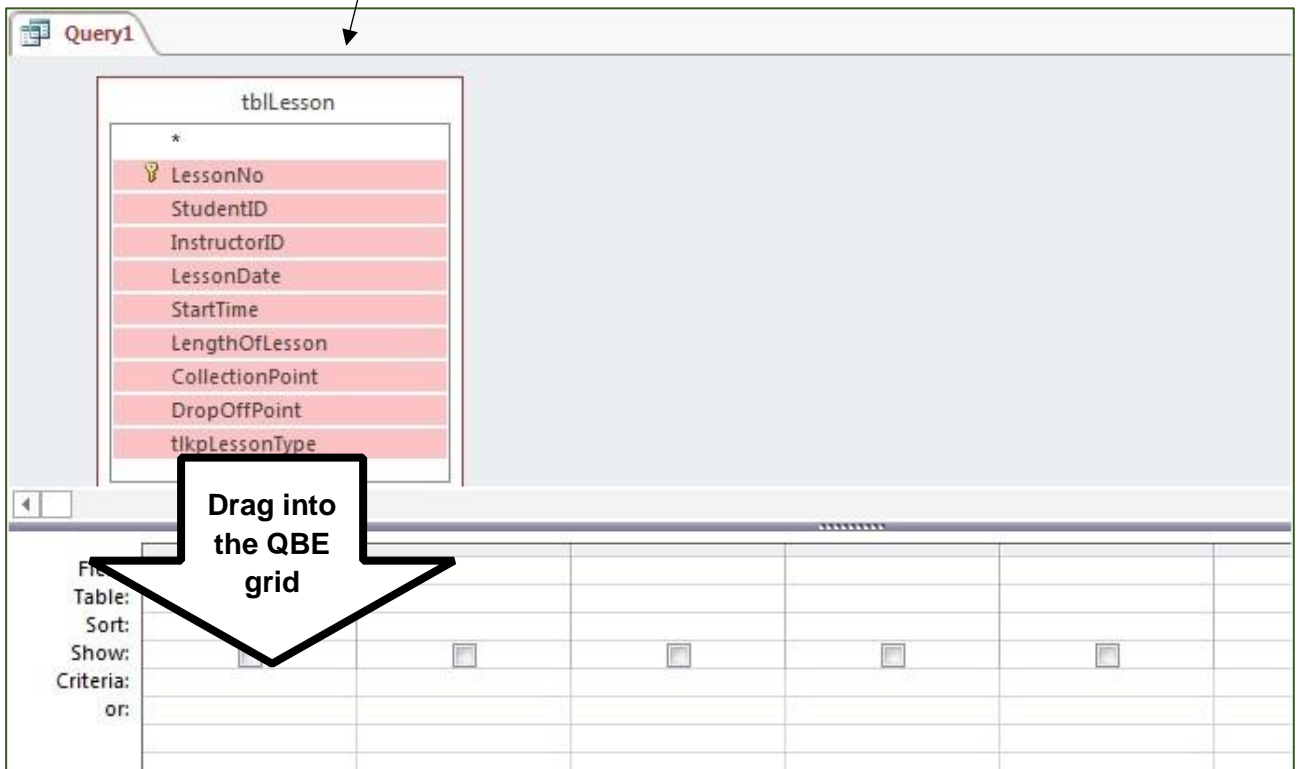 Query1
tblLesson
*
LessonNo
StudentID
InstructorID
LessonDate
StartTime
LengthOfLesson
CollectionPoint
DropOffPoint
tlkpLessonType
Drag into
the QBE
grid
Table:
Sort:
Show:
Criteria:
or: